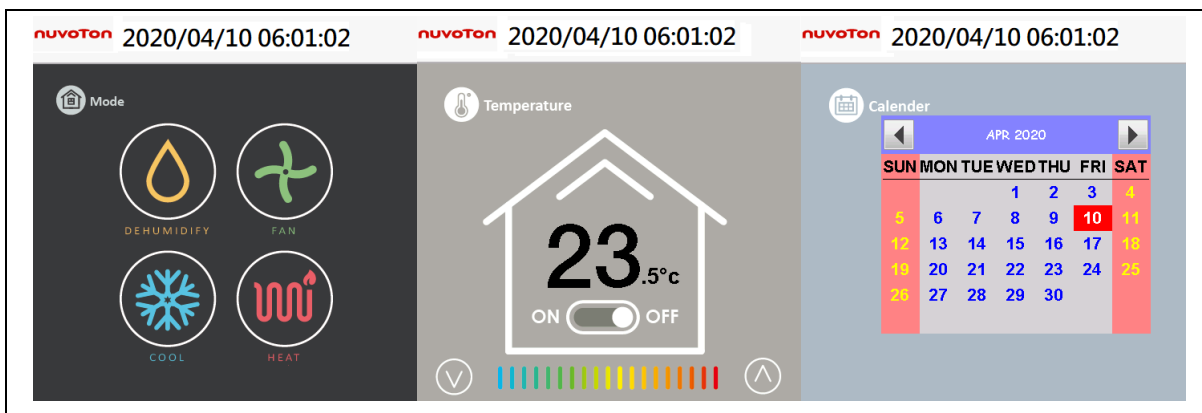 nuvoTon 2020/04/10 06:01:02
Mode
DEHUMIDIFY FAN
COOL HEAT
nuvoTon 2020/04/10 06:01:02
Temperature
23.5°c
ON OFF
nuvoTon 2020/04/10 06:01:02
Calender
APR 2020
SUN MON TUE WED THU FRI SAT
1 2 3 4
5 6 7 8 9 10 11
12 13 14 15 16 17 18
19 20 21 22 23 24 25
26 27 28 29 30